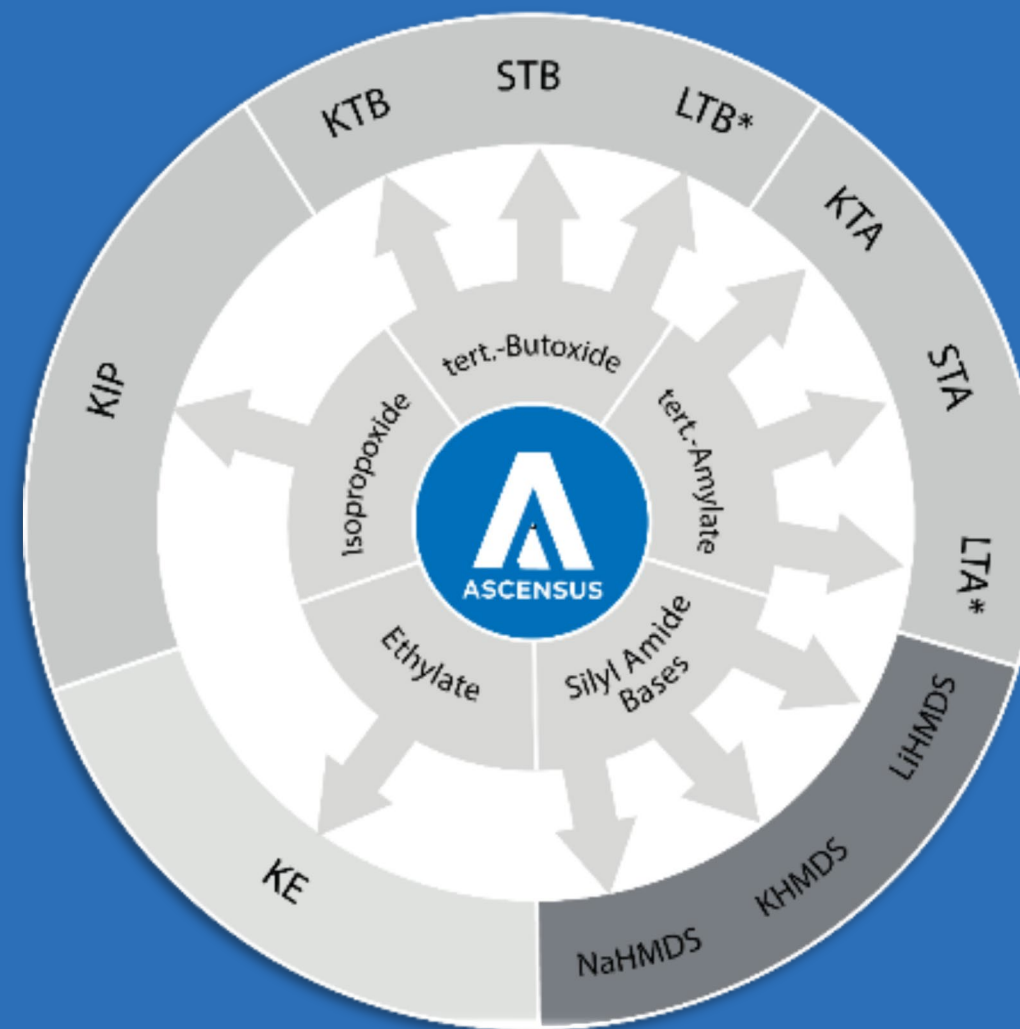 KTB
STB
LTB*
KTA
STA
LTA*
LiHMDS
KHMDS
NaHMDS
KE
KIP
tert.-Butoxide
tert.-Amylate
Silyl Amide
Bases
Ethylate
Isopropoxide
ASCENSUS